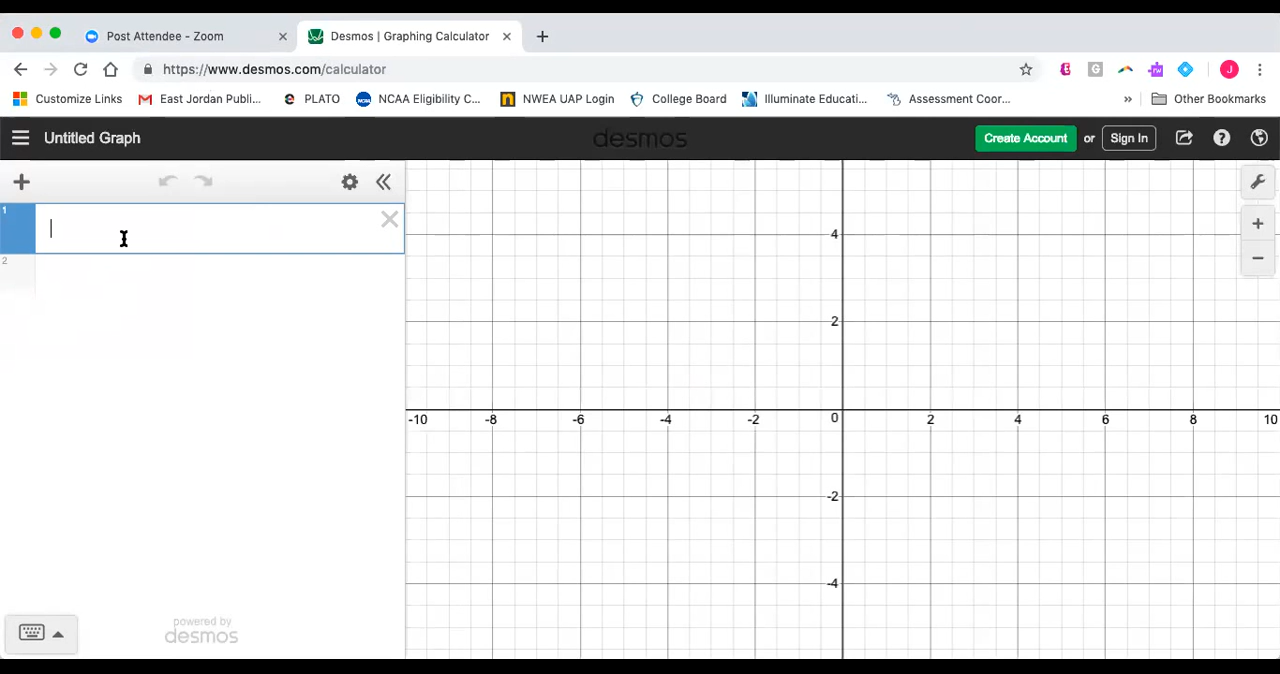 Post Attendee - Zoom
Desmos | Graphing Calculator
https://www.desmos.com/calculator
G
rw
J
Customize Links
East Jordan Publi...
PLATO
NCAA Eligibility C...
NWEA UAP Login
College Board
Illuminate Educati...
Assessment Coor...
»
Other Bookmarks
Untitled Graph
desmos
Create Account
or
Sign In
1
2
4
2
-10
-8
-6
-4
-2
0
2
4
6
8
10
-2
-4
powered by
desmos